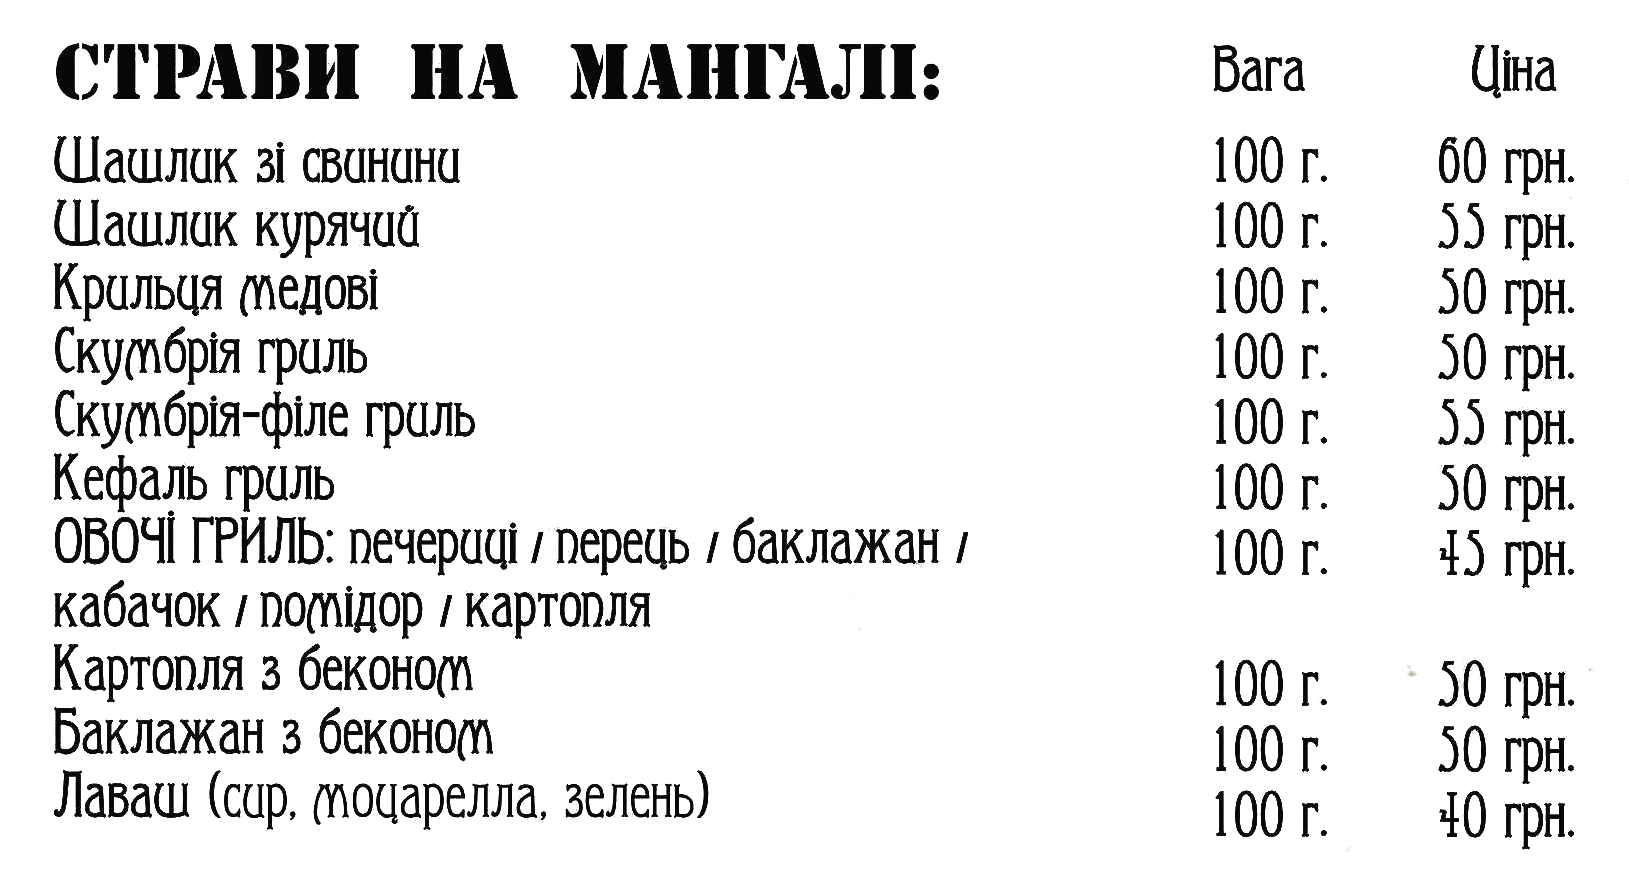 СТРАВИ НА МАНГАЛІ: Вага Ціна
Шашлик зі свинини 100 г. 60 грн.
Шашлик курячий 100 г. 55 грн.
Крильця медові 100 г. 50 грн.
Скумбрія гриль 100 г. 50 грн.
Скумбрія-філе гриль 100 г. 55 грн.
Кефаль гриль 100 г. 50 грн.
ОВОЧІ ГРИЛЬ: печериці / перець / баклажан / 100 г. 45 грн.
кабачок / помідор / картопля
Картопля з беконом 100 г. 50 грн.
Баклажан з беконом 100 г. 50 грн.
Лаваш (сир, моцарелла, зелень) 100 г. 40 грн.